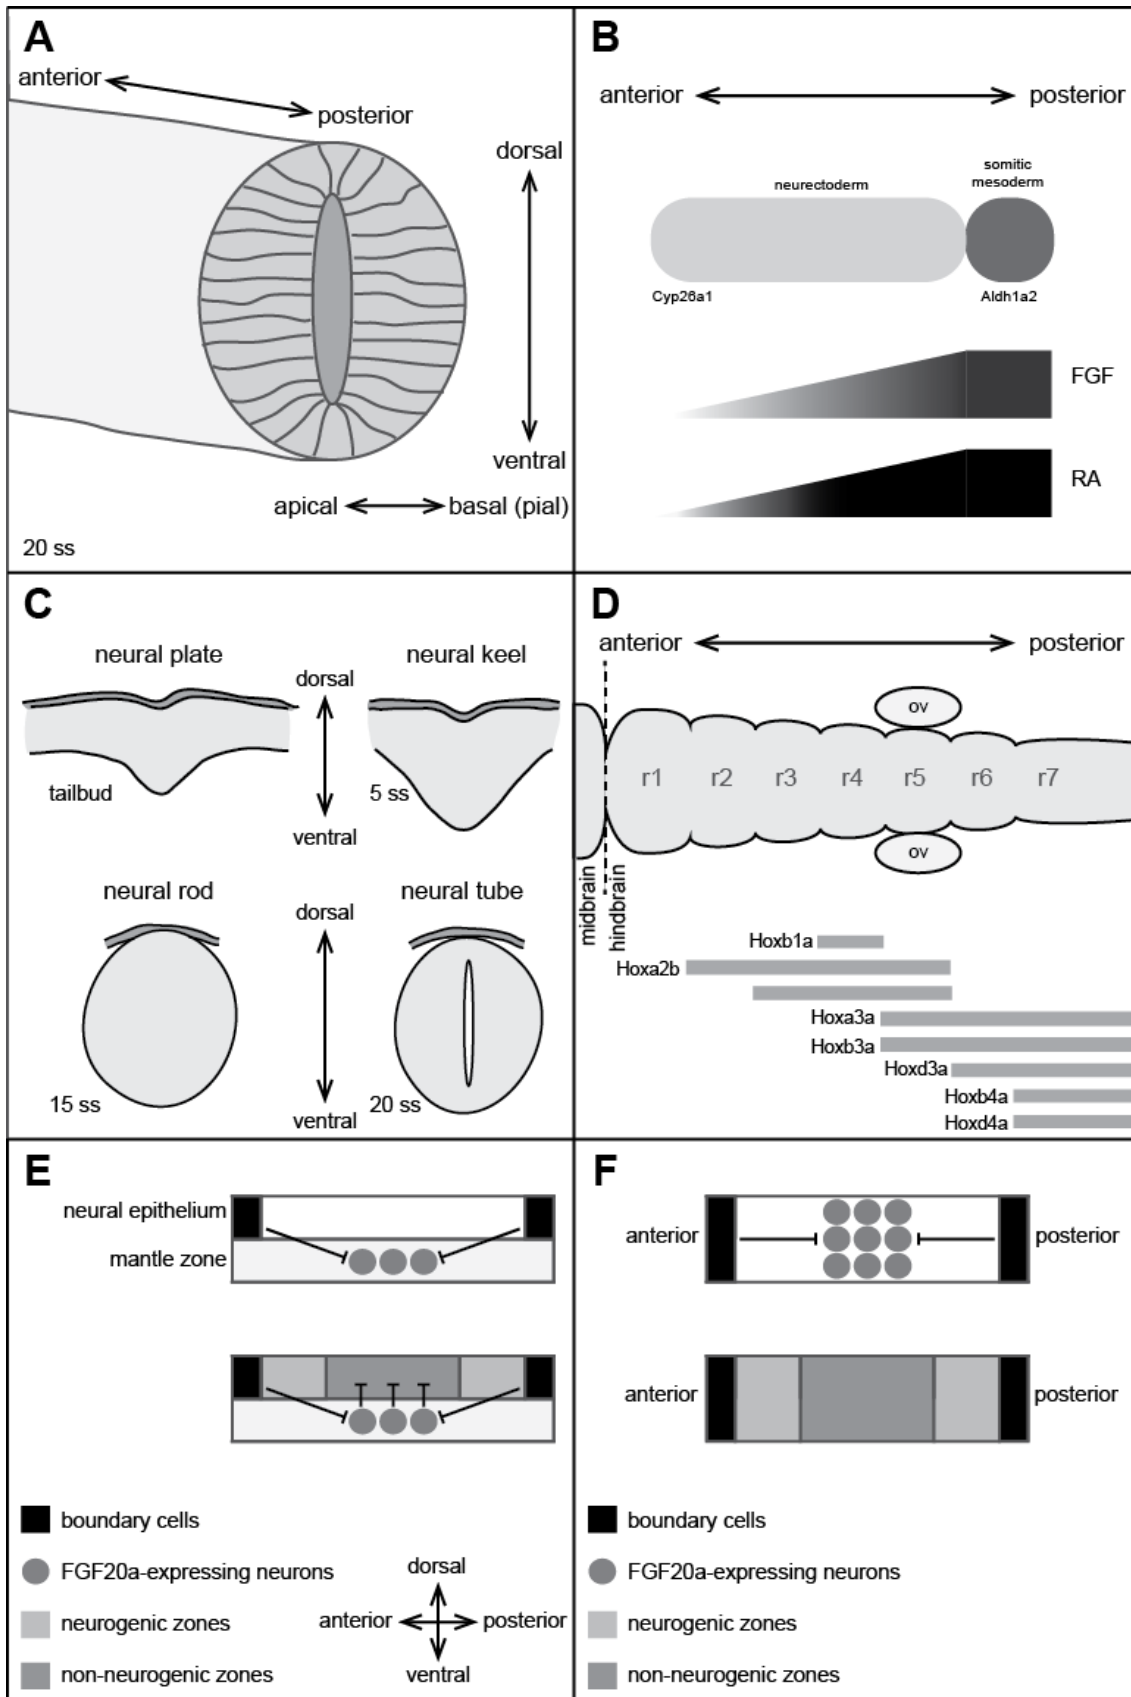 A
anterior
posterior
dorsal
ventral
apical
basal (pial)
20 ss
B
anterior
posterior
neurectoderm
somitic
mesoderm
Cyp26a1
Aldh1a2
FGF
RA
C
neural plate
neural keel
dorsal
tailbud
5 ss
ventral
neural rod
neural tube
dorsal
15 ss
20 ss
ventral
D
anterior
posterior
ov
r1 r2 r3 r4 r5 r6 r7
ov
midbrain
hindbrain
Hoxb1a
Hoxa2b
Hoxa3a
Hoxb3a
Hoxd3a
Hoxb4a
Hoxd4a
E
neural epithelium
mantle zone
boundary cells
FGF20a-expressing neurons
neurogenic zones
non-neurogenic zones
dorsal
anterior
posterior
ventral
F
anterior
posterior
anterior
posterior
boundary cells
FGF20a-expressing neurons
neurogenic zones
non-neurogenic zones